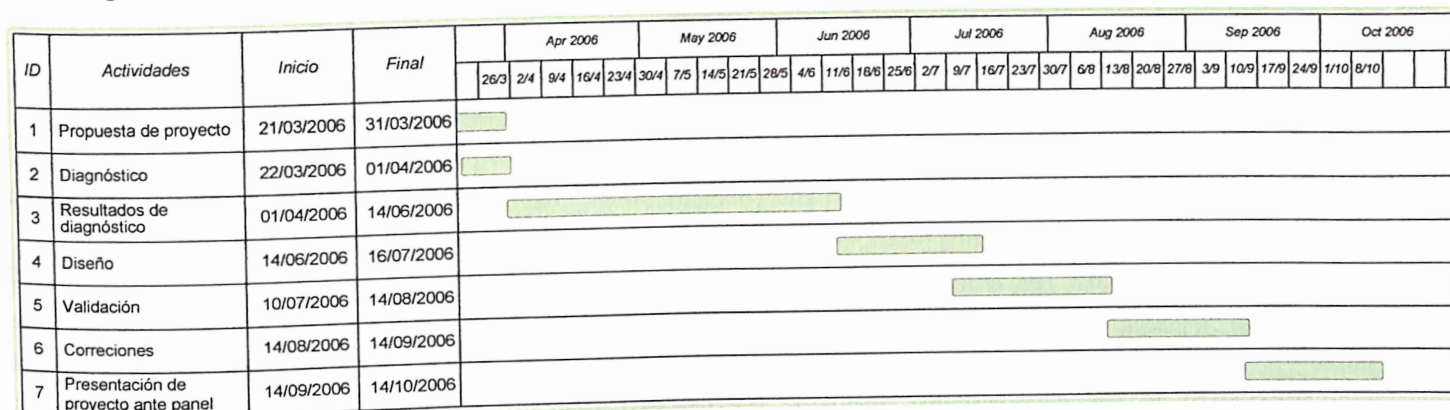 Apr 2006 May 2006 Jun 2006 Jul 2006 Aug 2006 Sep 2006 Oct 2006
ID Actividades Inicio Final
26/3 2/4 9/4 16/4 23/4 30/4 7/5 14/5 21/5 28/5 4/6 11/6 18/6 25/6 2/7 9/7 16/7 23/7 30/7 6/8 13/8 20/8 27/8 3/9 10/9 17/9 24/9 1/10 8/10
1 Propuesta de proyecto 21/03/2006 31/03/2006
2 Diagnóstico 22/03/2006 01/04/2006
3 Resultados de
diagnóstico 01/04/2006 14/06/2006
4 Diseño 14/06/2006 16/07/2006
5 Validación 10/07/2006 14/08/2006
6 Correciones 14/08/2006 14/09/2006
7 Presentación de
proyecto ante panel 14/09/2006 14/10/2006